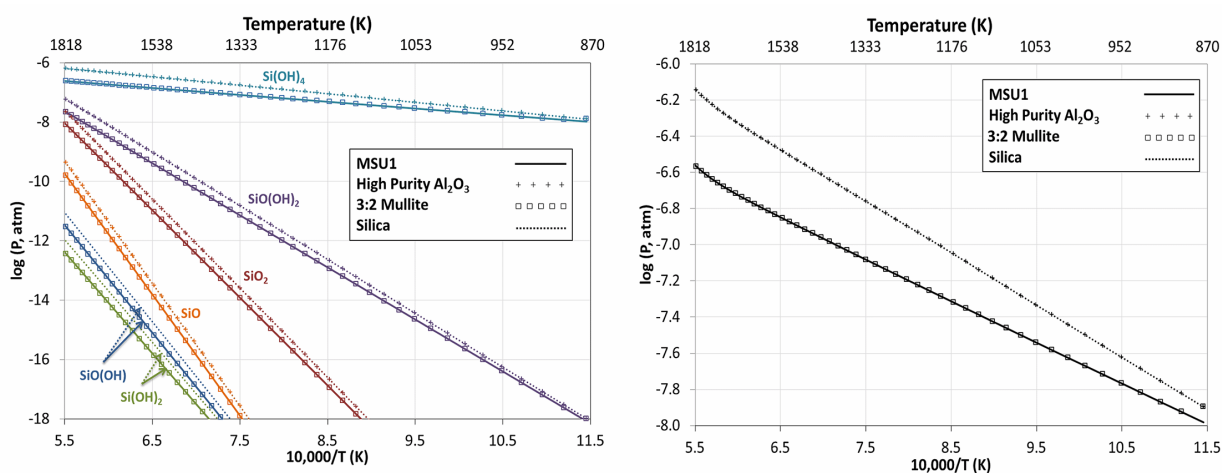 Temperature (K)
1818 1538 1333 1176 1053 952 870
-6
-8
-10
-12
-14
-16
-18
log (P, atm)
Si(OH)4
SiO(OH)2
SiO2
SiO
SiO(OH)
Si(OH)2
MSU1
High Purity Al2O3
3:2 Mullite
Silica
5.5 6.5 7.5 8.5 9.5 10.5 11.5
10,000/T (K)
Temperature (K)
1818 1538 1333 1176 1053 952 870
-6.0
-6.2
-6.4
-6.6
-6.8
-7.0
-7.2
-7.4
-7.6
-7.8
-8.0
log (P, atm)
MSU1
High Purity Al2O3
3:2 Mullite
Silica
5.5 6.5 7.5 8.5 9.5 10.5 11.5
10,000/T (K)